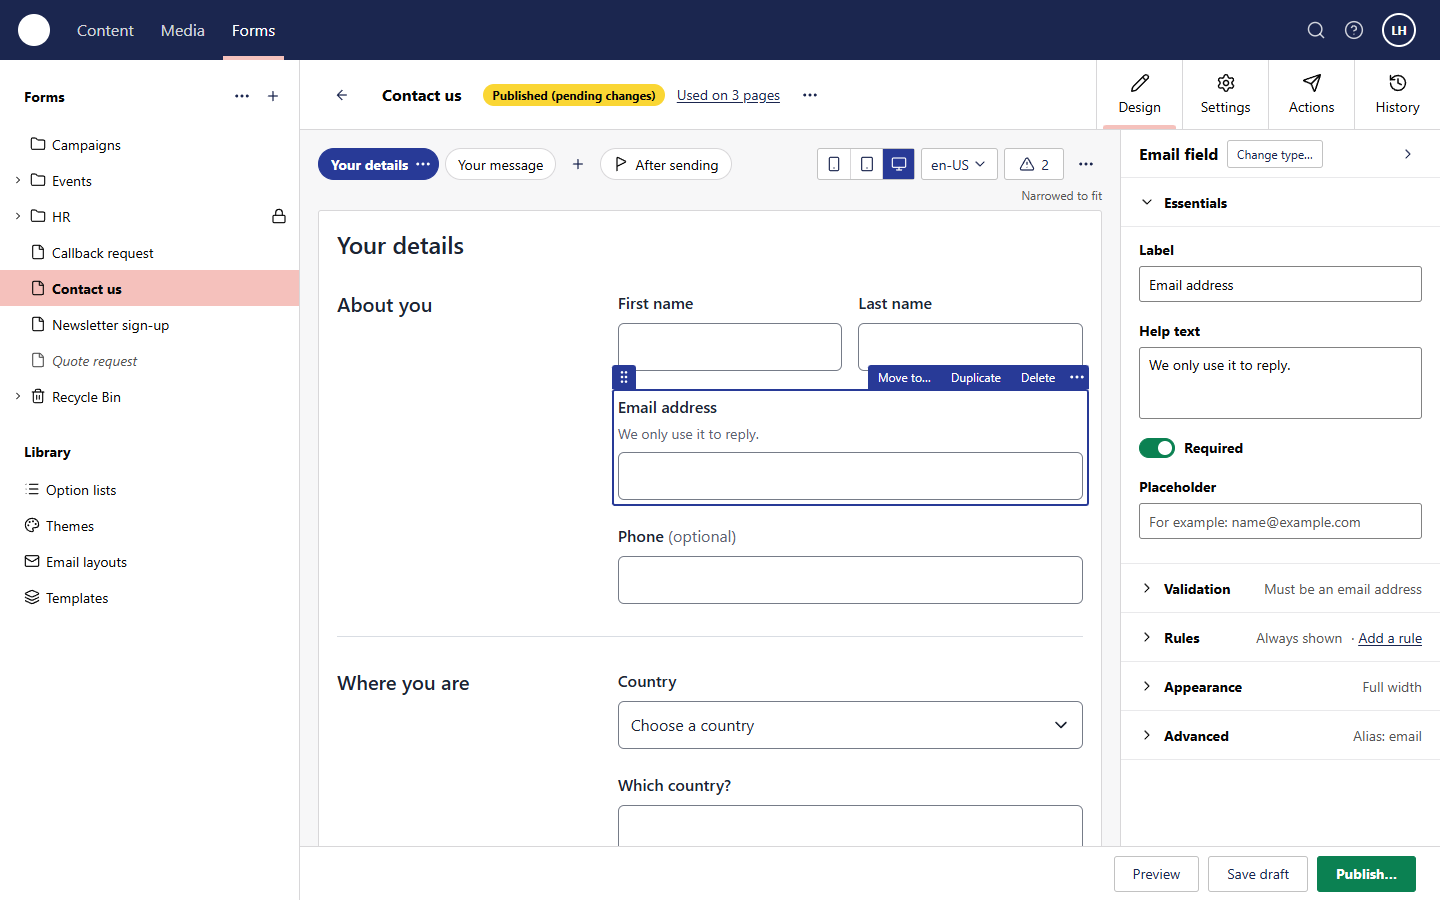 Content
Media
Forms
LH
Forms
Campaigns
Events
HR
Callback request
Contact us
Newsletter sign-up
Quote request
Recycle Bin
Library
Option lists
Themes
Email layouts
Templates
Contact us
Published (pending changes)
Used on 3 pages
Design
Settings
Actions
History
Your details
Your message
After sending
en-US
2
Narrowed to fit
Your details
About you
First name
Last name
Move to...
Duplicate
Delete
Email address
We only use it to reply.
Phone (optional)
Where you are
Country
Choose a country
Which country?
Email field
Change type...
Essentials
Label
Email address
Help text
We only use it to reply.
Required
Placeholder
For example: name@example.com
Validation
Must be an email address
Rules
Always shown · Add a rule
Appearance
Full width
Advanced
Alias: email
Preview
Save draft
Publish...